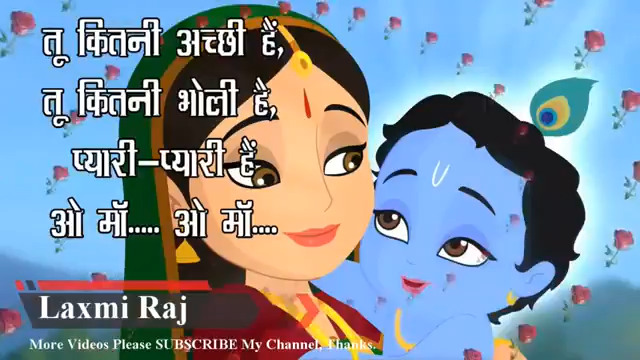 तू कितनी अच्छी हैं,
तू कितनी भोली है,
प्यारी-प्यारी हैं
ओ मॉ..... ओ मॉ....
Laxmi Raj
More Videos Please SUBSCRIBE My Channel, Thanks.